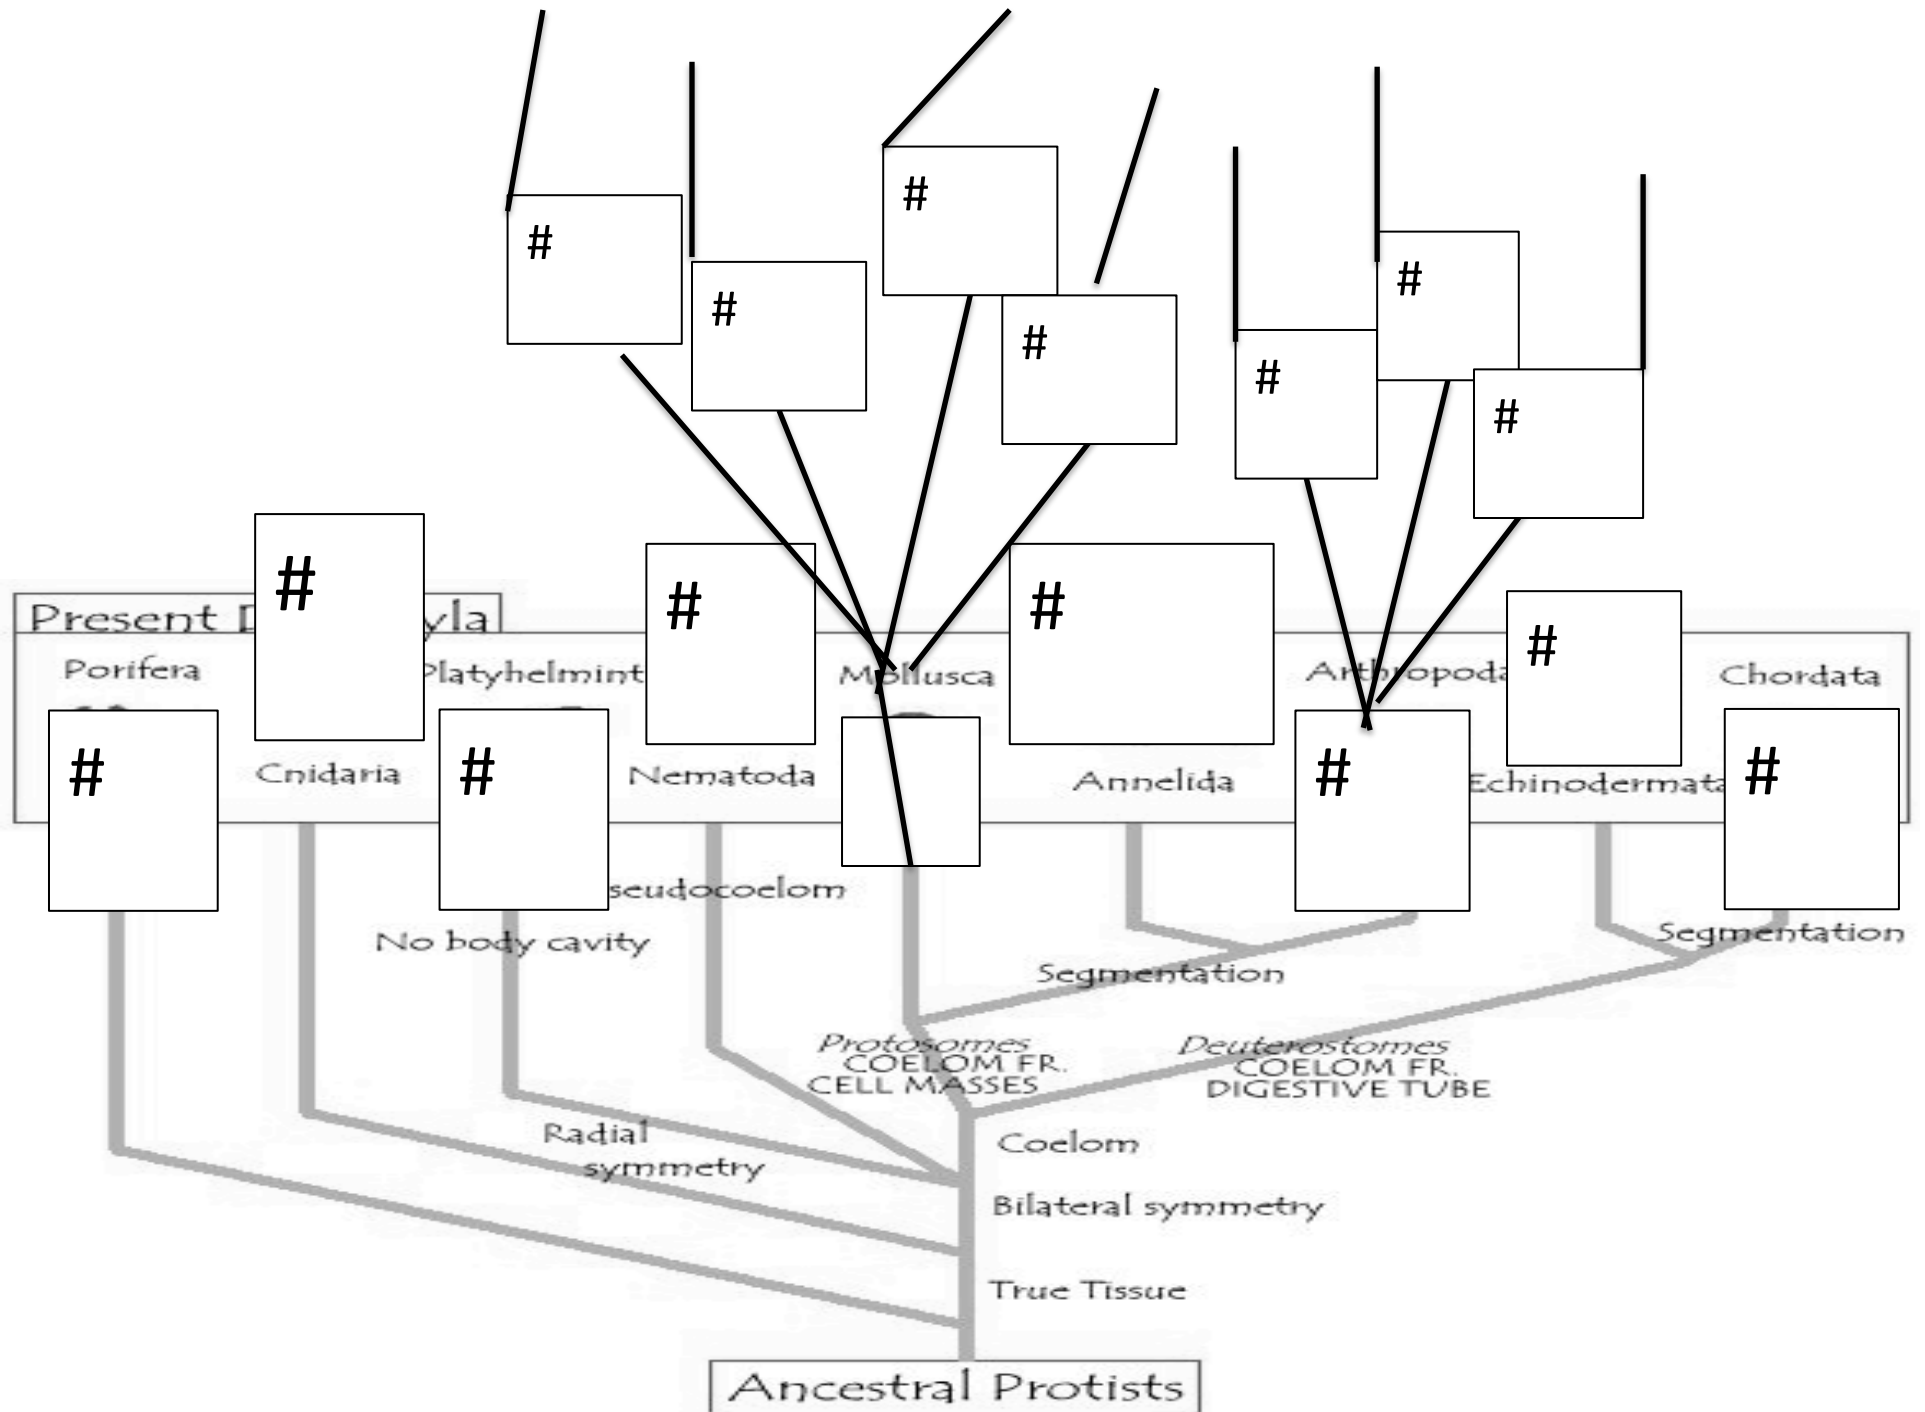 #
#
#
#
#
#
#
#
#
#
Present D yla
#
Porifera
Platyhelmint
Mollusca
Arthropoda
Chordata
#
#
#
#
Cnidaria
Nematoda
Annelida
Echinodermata
seudocoelom
No body cavity
Segmentation
Segmentation
Protosomes
COELOM FR.
CELL MASSES
Deuterostomes
COELOM FR.
DIGESTIVE TUBE
Radial
symmetry
Coelom
Bilateral symmetry
True Tissue
Ancestral Protists